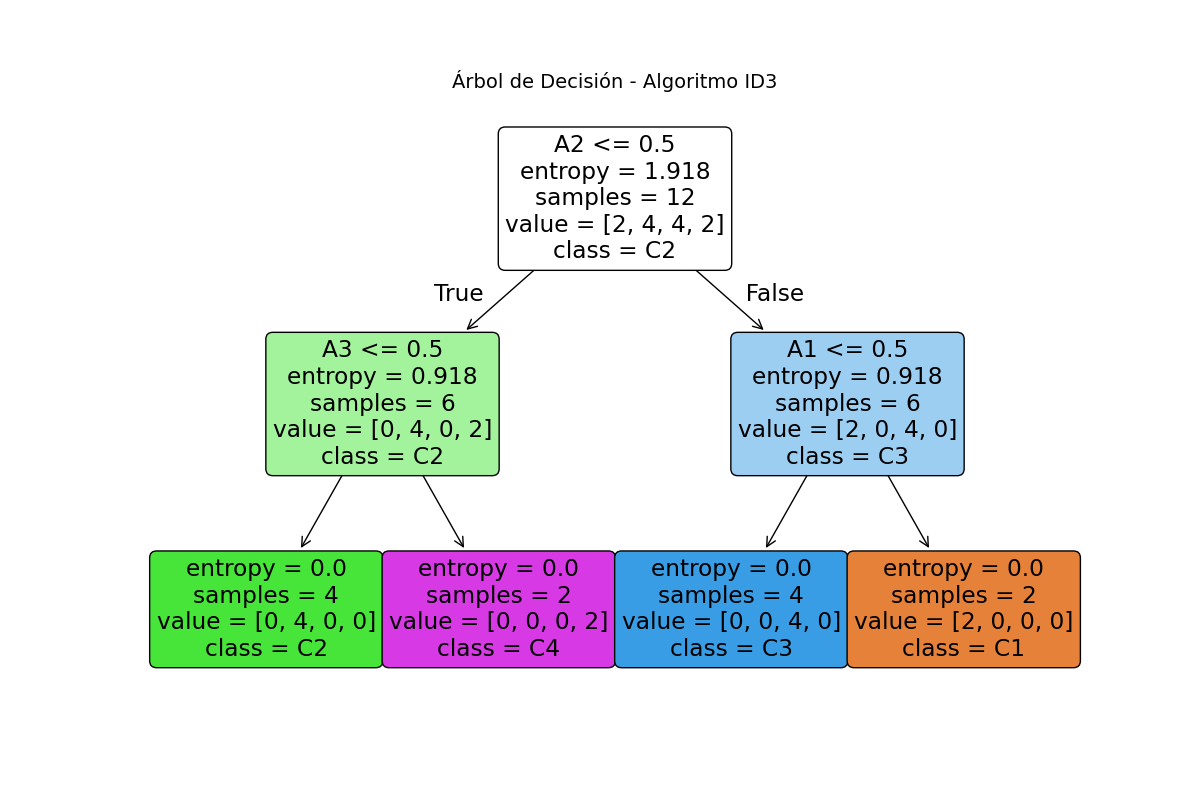 Árbol de Decisión - Algoritmo ID3
A2 <= 0.5
entropy = 1.918
samples = 12
value = [2, 4, 4, 2]
class = C2
True
False
A3 <= 0.5
entropy = 0.918
samples = 6
value = [0, 4, 0, 2]
class = C2
A1 <= 0.5
entropy = 0.918
samples = 6
value = [2, 0, 4, 0]
class = C3
entropy = 0.0
samples = 4
value = [0, 4, 0, 0]
class = C2
entropy = 0.0
samples = 2
value = [0, 0, 0, 2]
class = C4
entropy = 0.0
samples = 4
value = [0, 0, 4, 0]
class = C3
entropy = 0.0
samples = 2
value = [2, 0, 0, 0]
class = C1